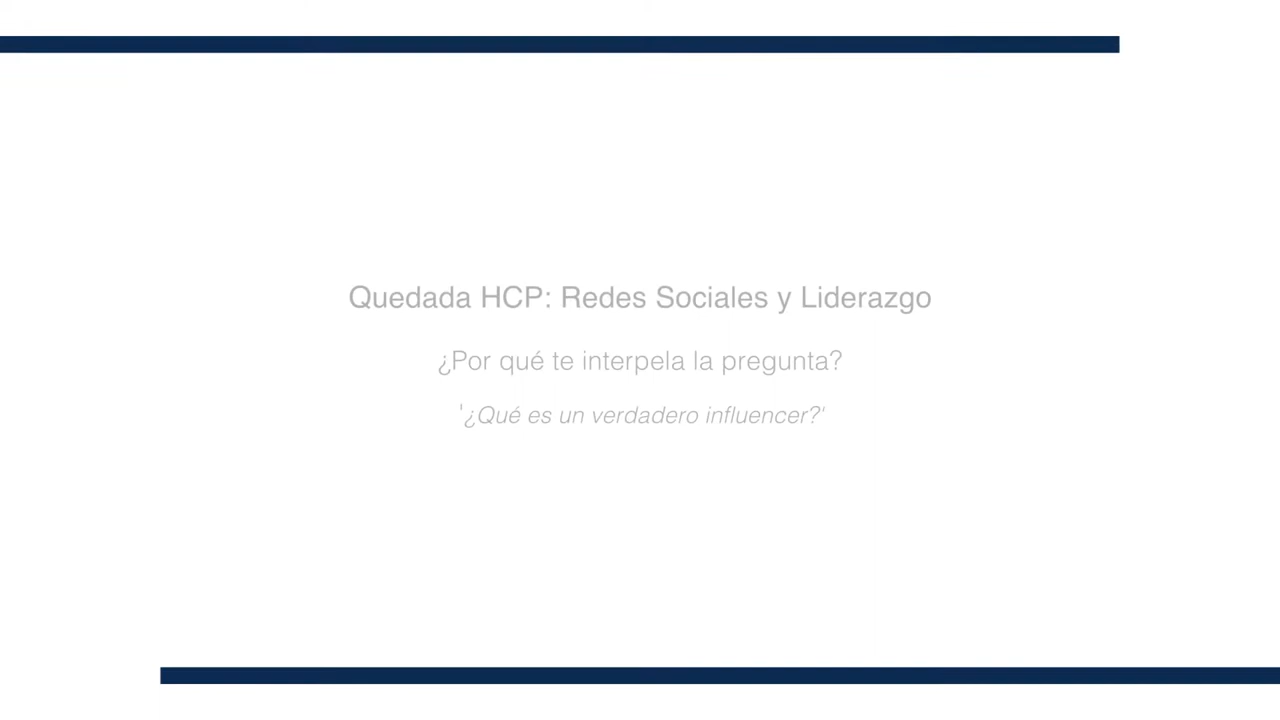 Quedada HCP: Redes Sociales y Liderazgo
¿Por qué te interpela la pregunta?
'¿Qué es un verdadero influencer?'